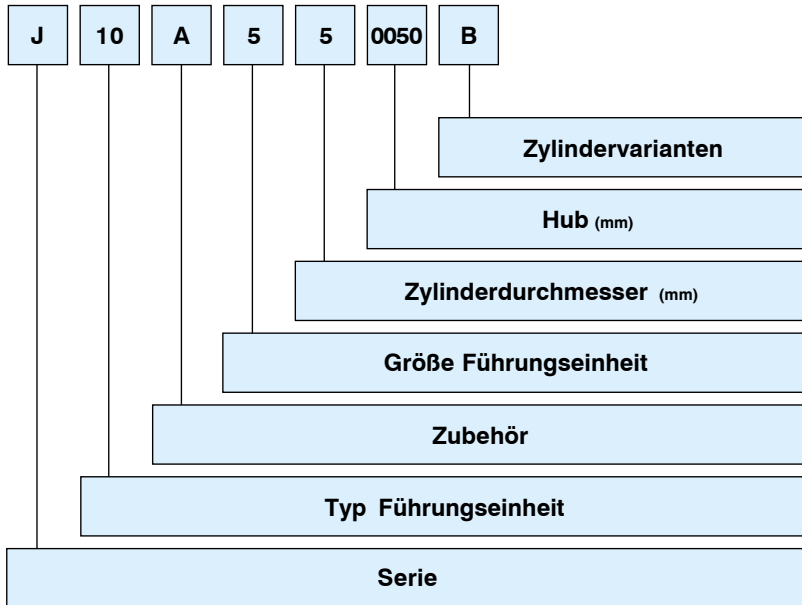 J 10 A 5 5 0050 B
Zylindervarianten
Hub (mm)
Zylinderdurchmesser (mm)
Größe Führungseinheit
Zubehör
Typ Führungseinheit
Serie